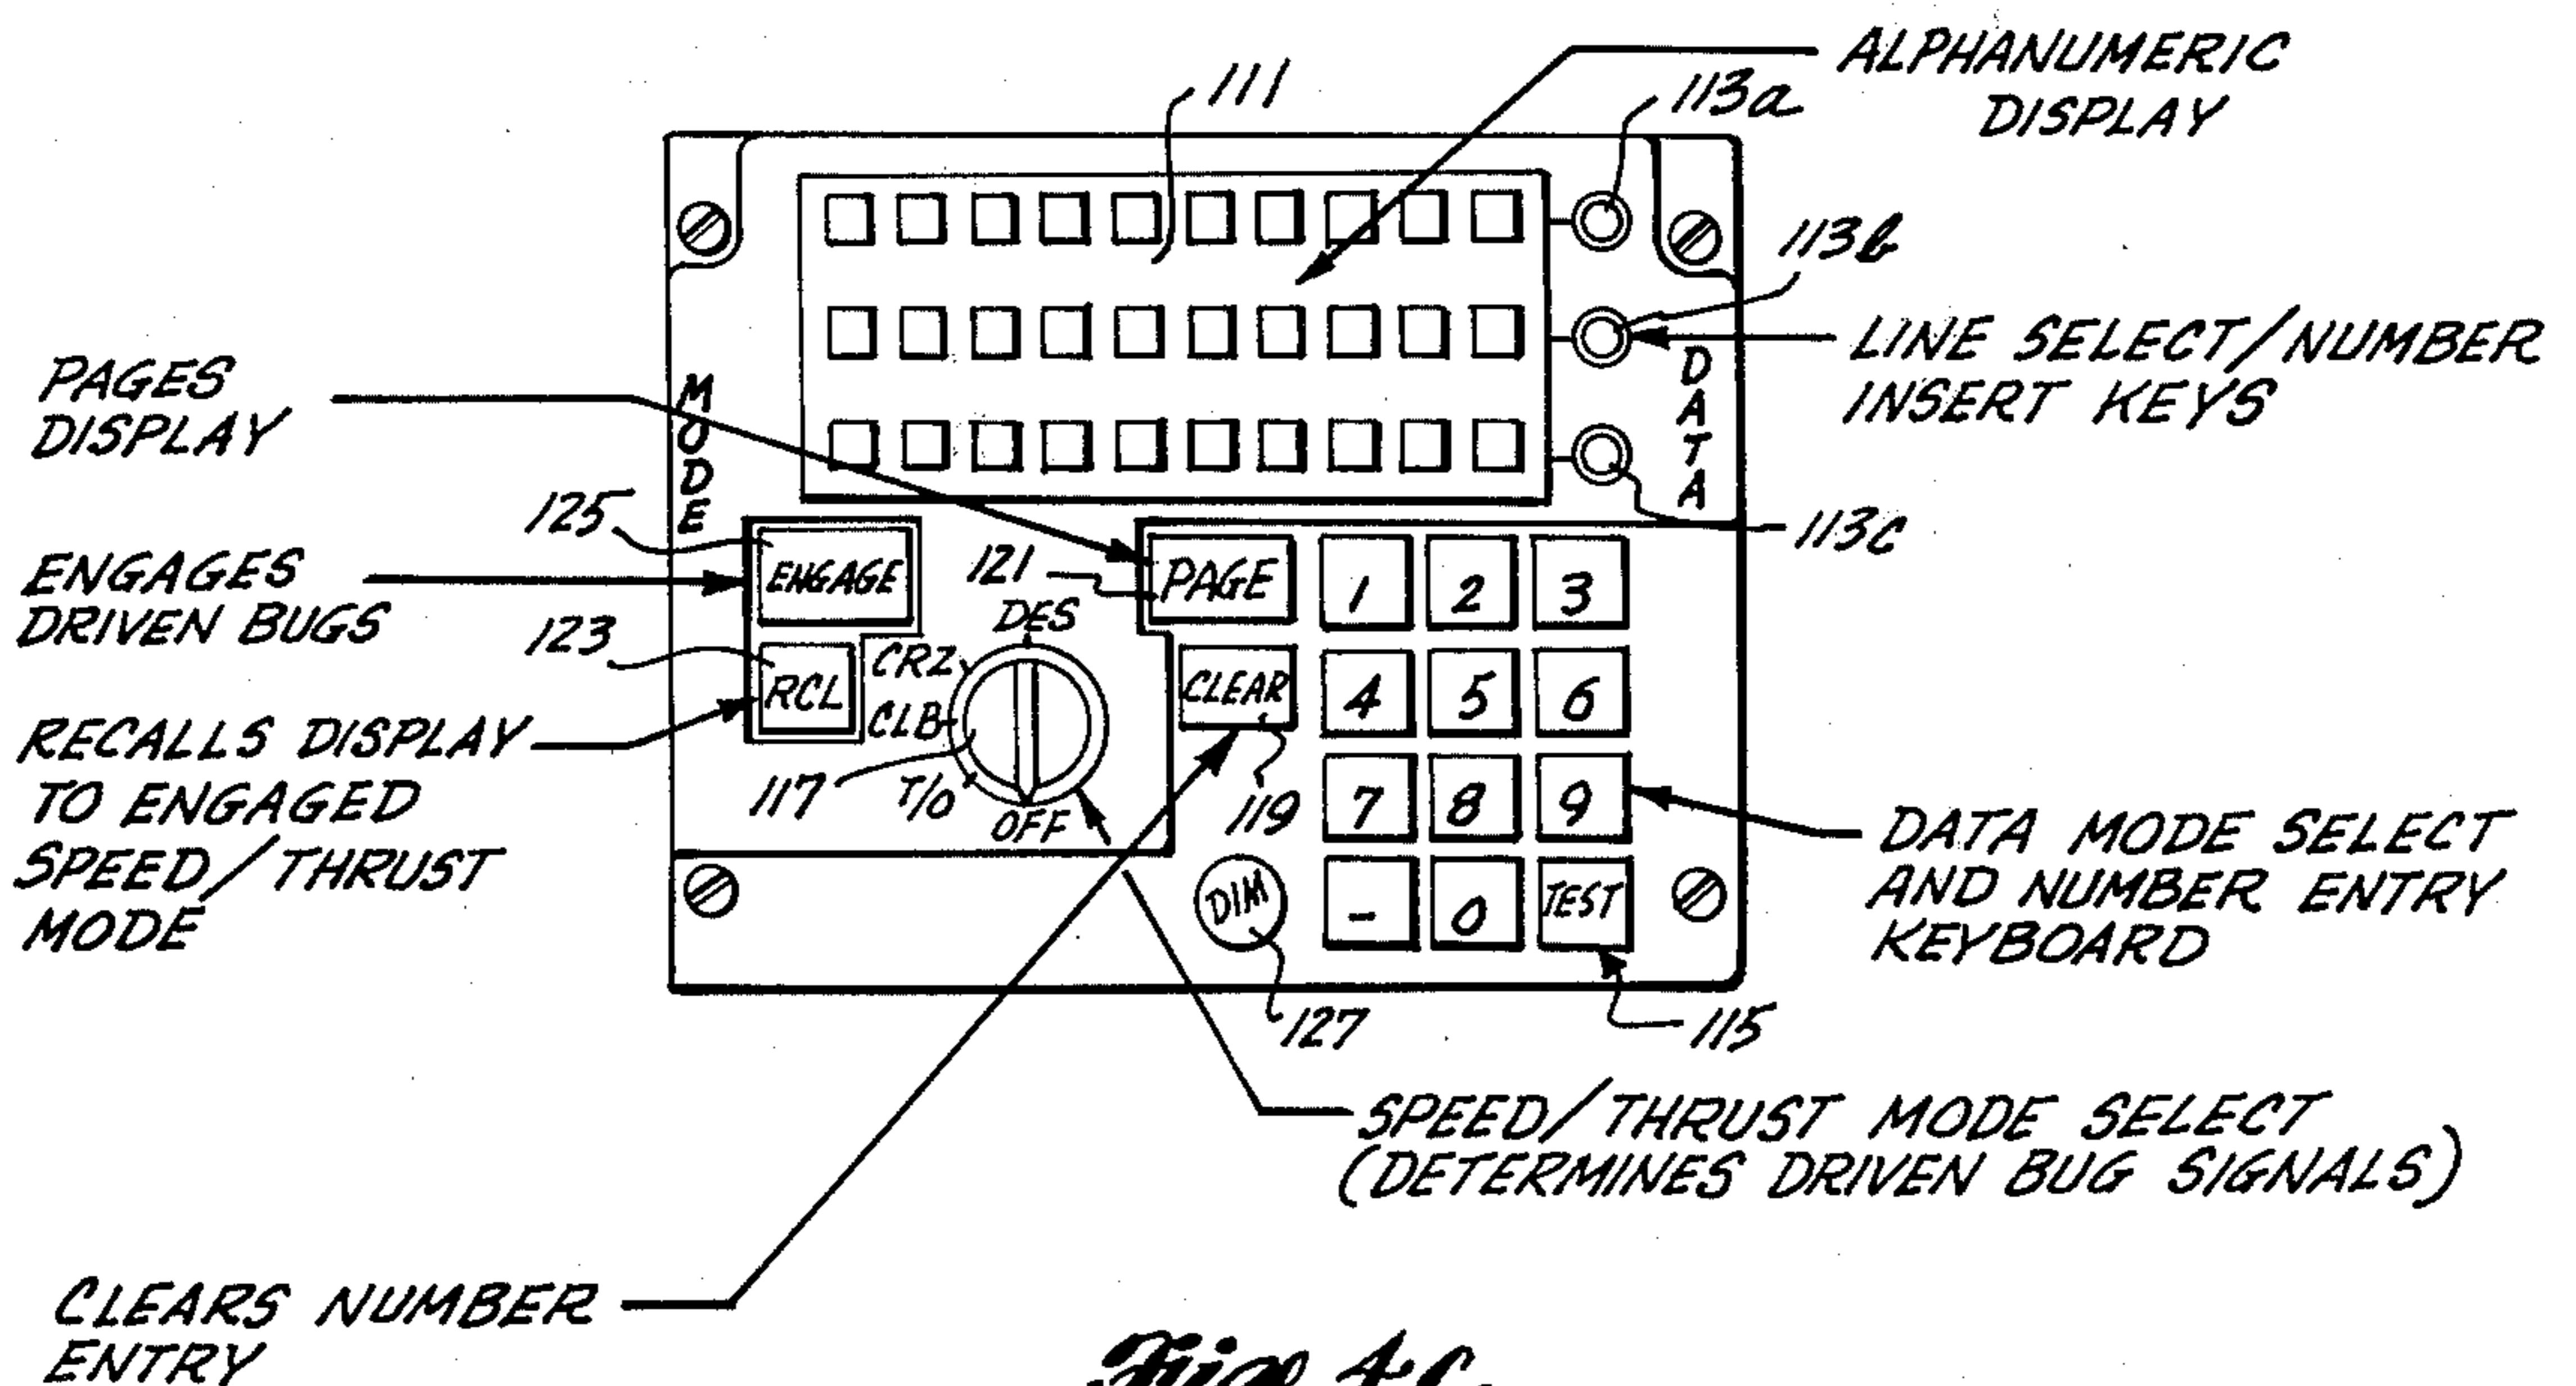 ALPHANUMERIC
DISPLAY
111
113a
113b
LINE SELECT/NUMBER
INSERT KEYS
113c
MODE
DATA
PAGES
DISPLAY
125
ENGAGES
DRIVEN BUGS
123
RECALLS DISPLAY
TO ENGAGED
SPEED/THRUST
MODE
ENGAGE
RCL
121
DES
CRZ
CLB
T/O
OFF
117
PAGE
1 2 3
CLEAR
4 5 6
119
7 8 9
DIM
- 0 TEST
127
115
DATA MODE SELECT
AND NUMBER ENTRY
KEYBOARD
SPEED/THRUST MODE SELECT
(DETERMINES DRIVEN BUG SIGNALS)
CLEARS NUMBER
ENTRY